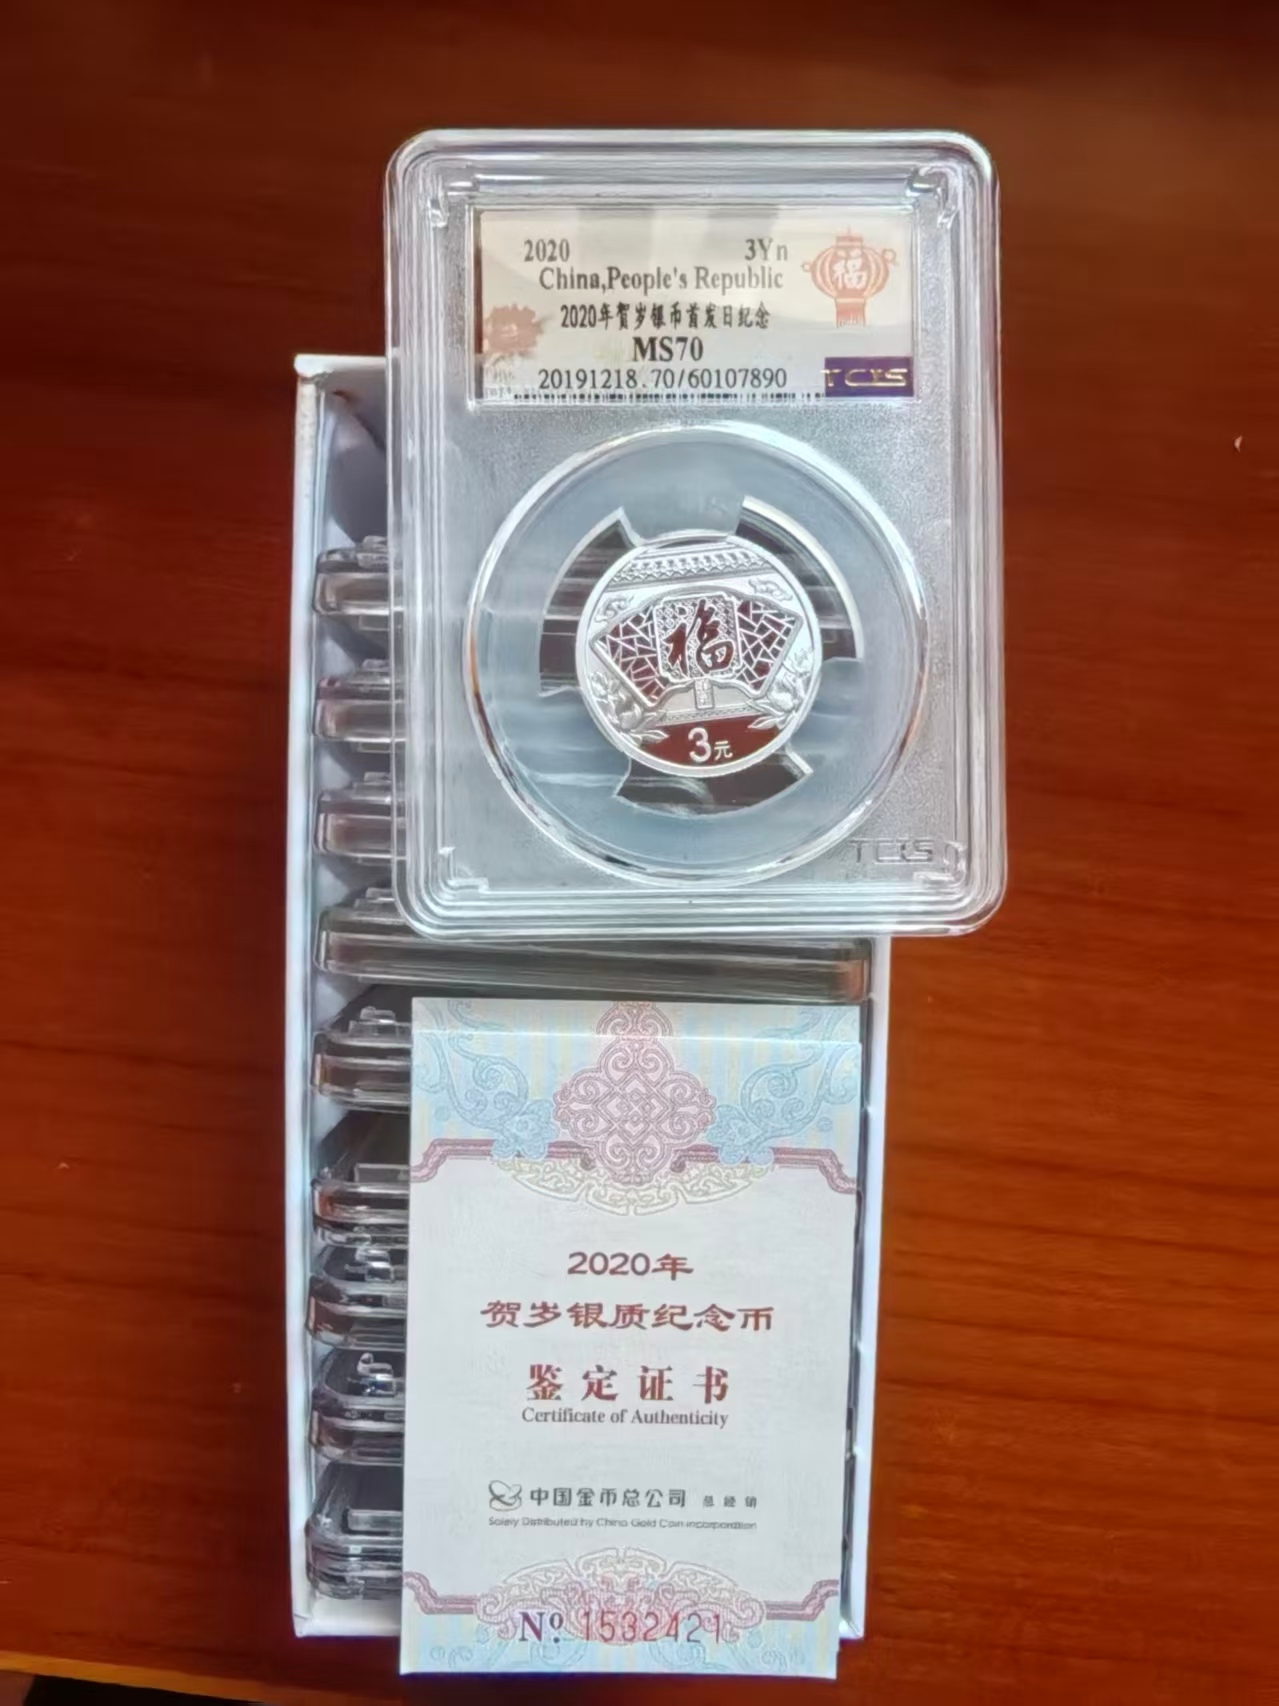 2020 3Yn
China,People's Republic
2020年贺岁银币首发日纪念
MS70
20191218.70/60107890
TCIS
福
福
3元
TCIS
2020年
贺岁银质纪念币
鉴定证书
Certificate of Authenticity
中国金币总公司 总经销
Solely Distributed by China Gold Coin Incorporation
№ 1532421